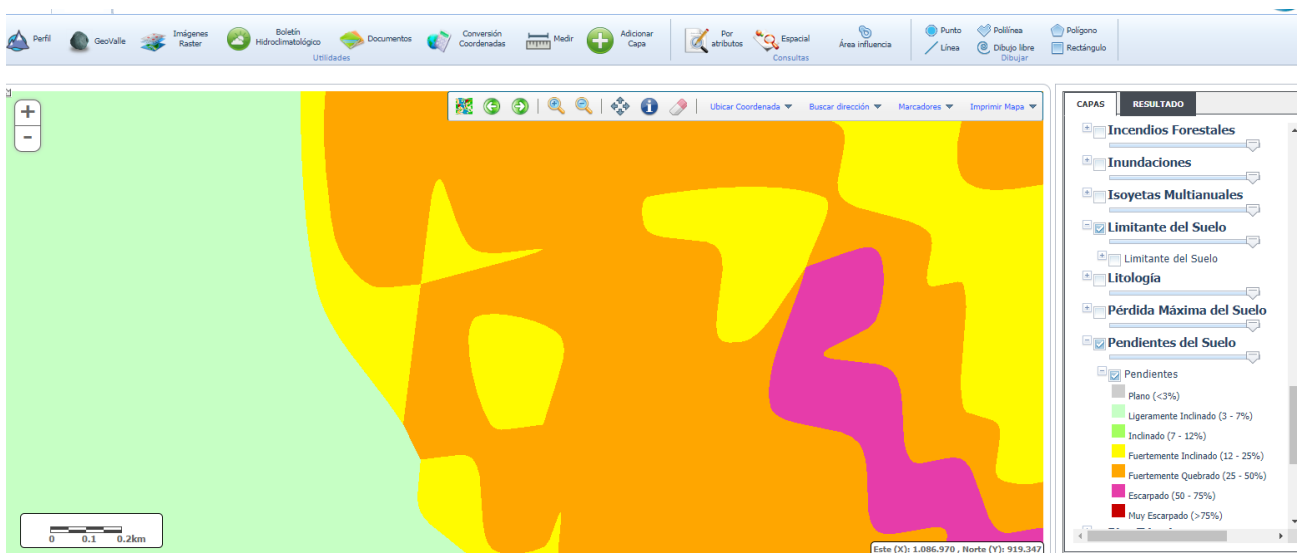 Perfil
GeoValle
Imágenes
Raster
Boletín
Hidroclimatológico
Documentos
Conversión
Coordenadas
Medir
Adicionar
Capa
Utilidades
Por
atributos
Espacial
Área influencia
Consultas
Punto
Polilínea
Polígono
Línea
Dibujo libre
Rectángulo
Dibujar
+
−
Ubicar Coordenada
Buscar dirección
Marcadores
Imprimir Mapa
CAPAS
RESULTADO
Incendios Forestales
Inundaciones
Isoyetas Multianuales
Limitante del Suelo
Limitante del Suelo
Litología
Pérdida Máxima del Suelo
Pendientes del Suelo
Pendientes
Plano (<3%)
Ligeramente Inclinado (3 - 7%)
Inclinado (7 - 12%)
Fuertemente Inclinado (12 - 25%)
Fuertemente Quebrado (25 - 50%)
Escarpado (50 - 75%)
Muy Escarpado (>75%)
0 0.1 0.2km
Este (X): 1.086.970 , Norte (Y): 919.347